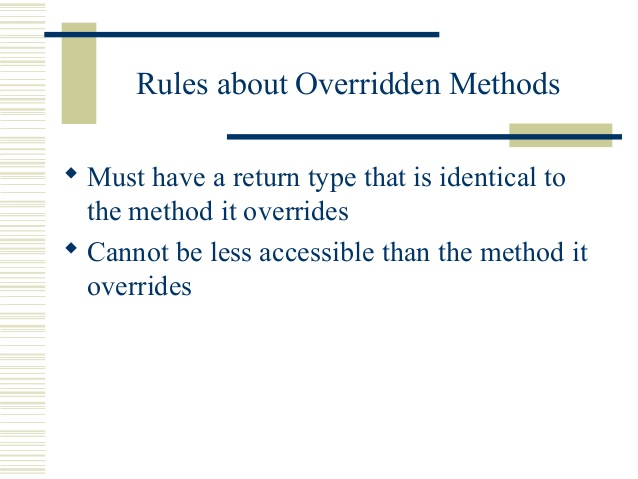 Rules about Overridden Methods
Must have a return type that is identical to
the method it overrides
Cannot be less accessible than the method it
overrides